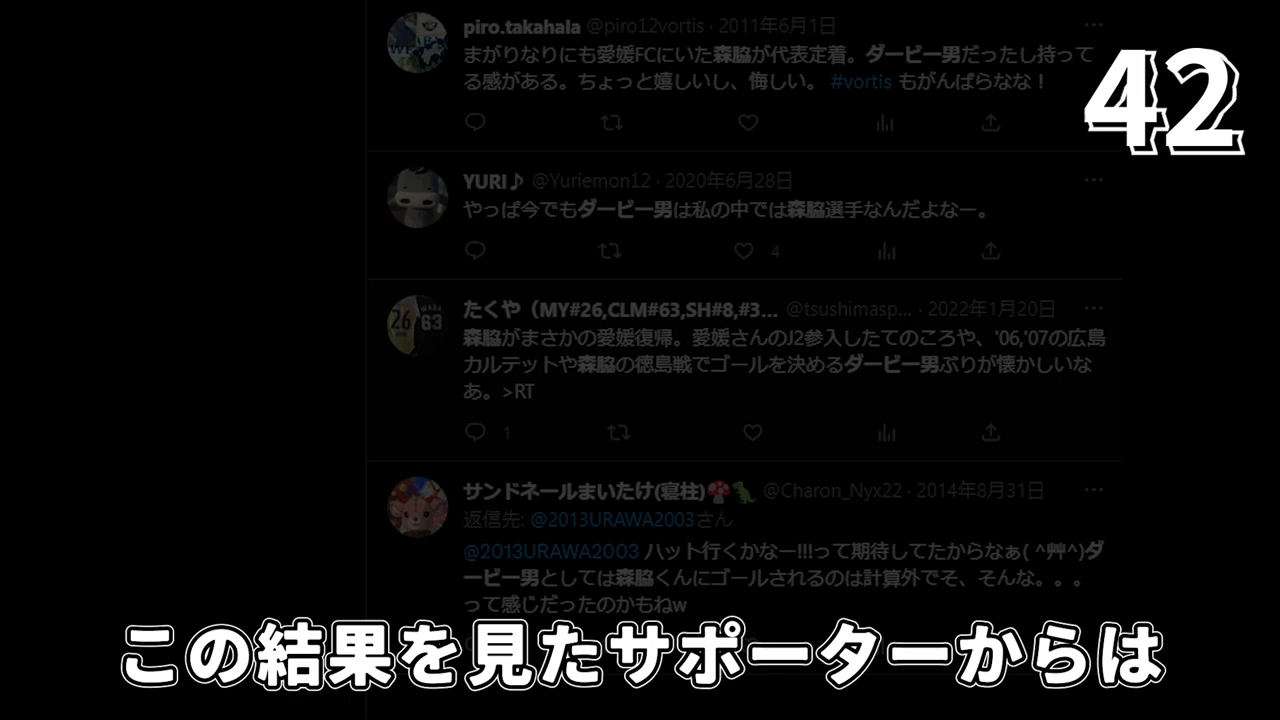 piro.takahala @piro12vortis · 2011年6月1日
まがりなりにも愛媛FCにいた森脇が代表定着。ダービー男だったし持って
る感がある。ちょっと嬉しいし、悔しい。 #vortis もがんばらなな！
42
YURI♪ @Yuriemon12 · 2020年6月28日
やっぱ今でもダービー男は私の中では森脇選手なんだよなー。
4
たくや（MY#26,CLM#63,SH#8,#3... @tsushimasp... · 2022年1月20日
森脇がまさかの愛媛復帰。愛媛さんのJ2参入したてのころや、'06,'07の広島
カルテットや森脇の徳島戦でゴールを決めるダービー男ぶりが懐かしいな
あ。>RT
1
サンドネールまいたけ(寝柱)🍄🦖 @Charon_Nyx22 · 2014年8月31日
返信先: @2013URAWA2003さん
@2013URAWA2003 ハット行くかなー!!!って期待してたからなぁ( ^艸^)ダ
ービー男としては森脇くんにゴールされるのは計算外でそ、そんな。。。
って感じだったのかもねw
この結果を見たサポーターからは